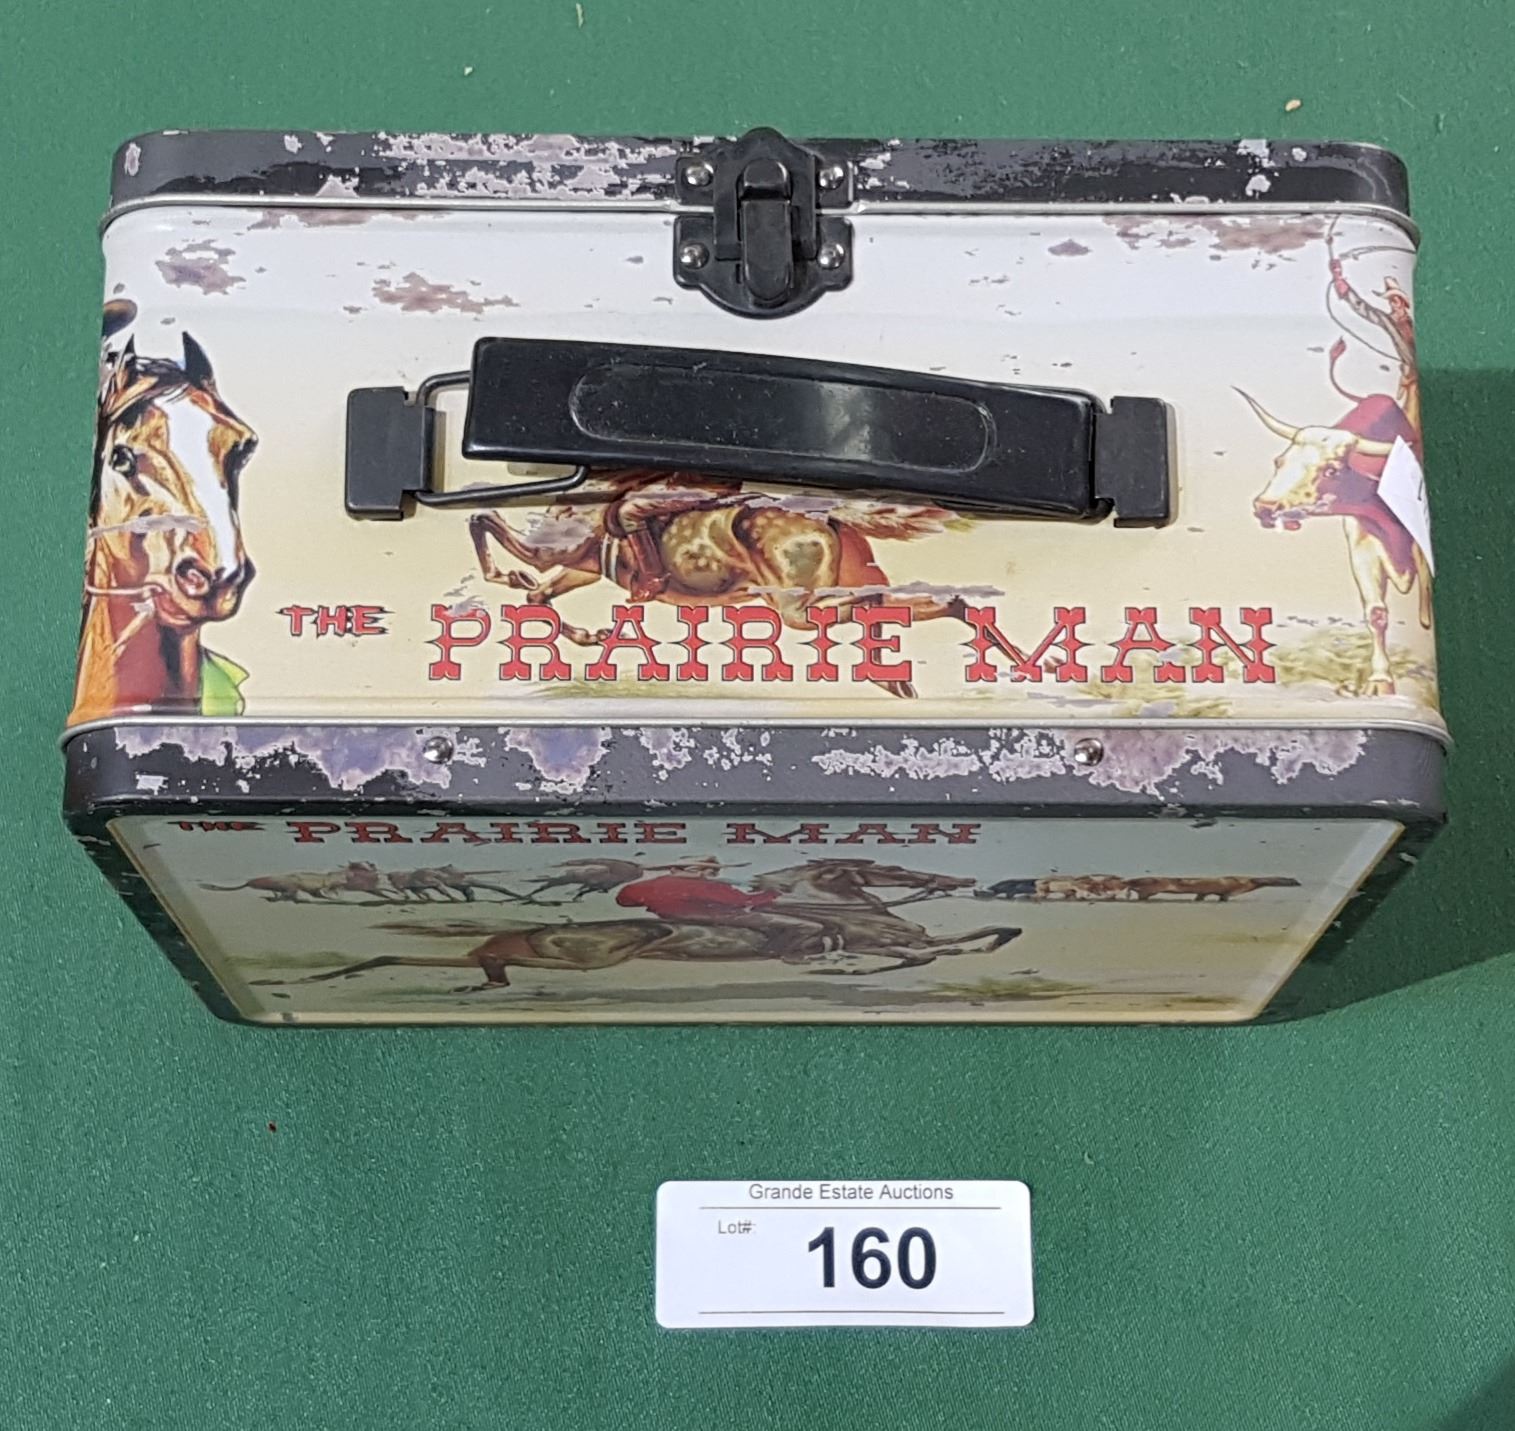 THE PRAIRIE MAN
THE PRAIRIE MAN
Grande Estate Auctions
Lot#:
160